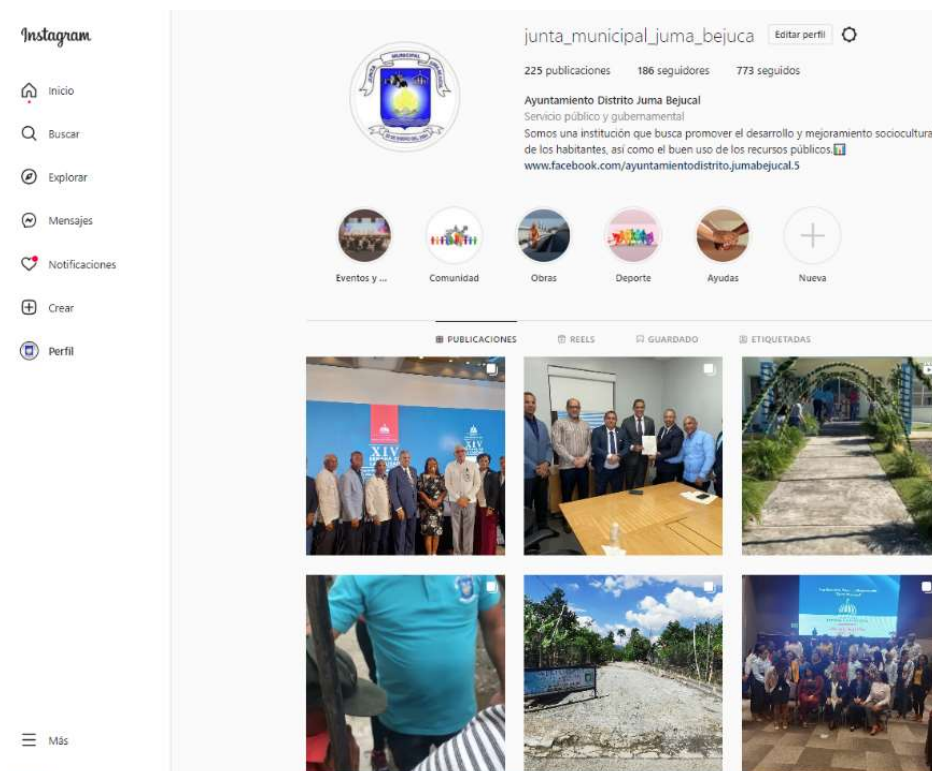 Instagram
Inicio
Buscar
Explorar
Mensajes
Notificaciones
Crear
Perfil
Más
junta_municipal_juma_bejuca Editar perfil
225 publicaciones 186 seguidores 773 seguidos
Ayuntamiento Distrito Juma Bejucal
Servicio público y gubernamental
Somos una institución que busca promover el desarrollo y mejoramiento sociocultura
de los habitantes, así como el buen uso de los recursos públicos.
www.facebook.com/ayuntamientodistrito.jumabejucal.5
JUNTA MUNICIPAL
Eventos y ... Comunidad Obras Deporte Ayudas Nueva
PUBLICACIONES REELS GUARDADO ETIQUETADAS
XIV